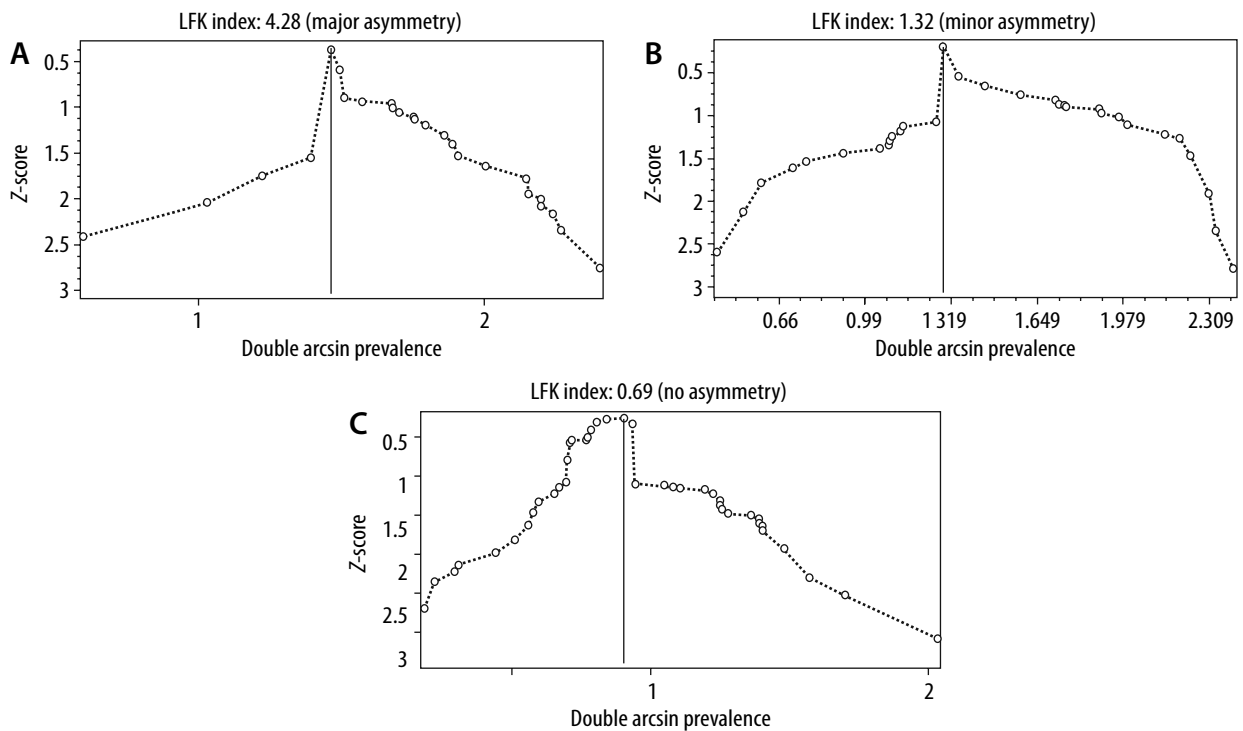 LFK index: 4.28 (major asymmetry)
A
0.5
1
1.5
2
2.5
3
Z-score
1 2
Double arcsin prevalence
LFK index: 1.32 (minor asymmetry)
B
0.5
1
1.5
2
2.5
3
Z-score
0.66 0.99 1.319 1.649 1.979 2.309
Double arcsin prevalence
LFK index: 0.69 (no asymmetry)
C
0.5
1
1.5
2
2.5
3
Z-score
1 2
Double arcsin prevalence